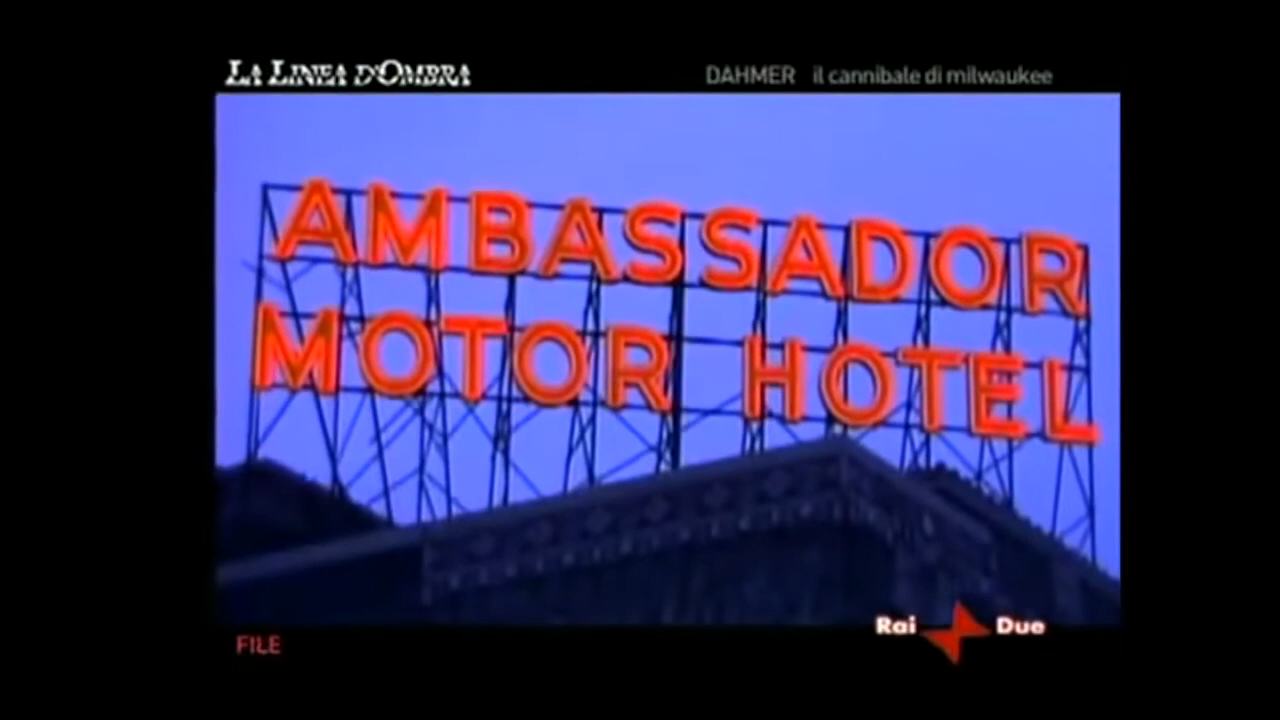 LA LINEA D'OMBRA
DAHMER il cannibale di milwaukee
AMBASSADOR
MOTOR HOTEL
Rai Due
FILE